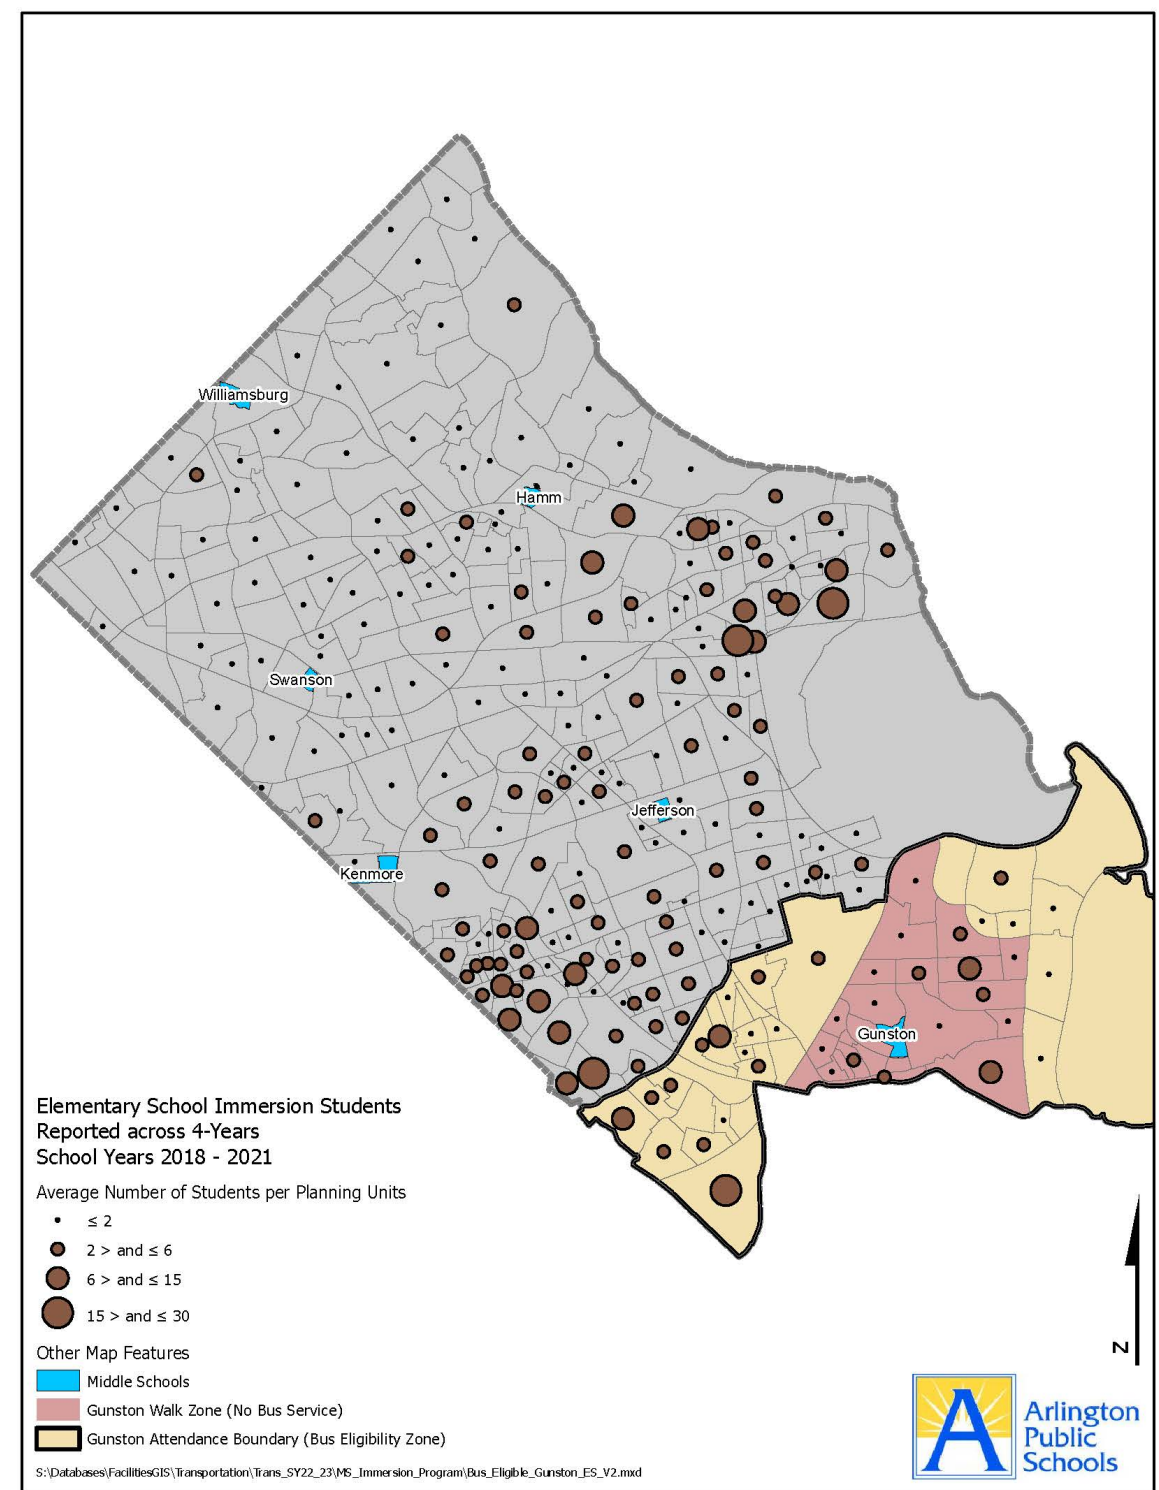 Williamsburg
Hamm
Swanson
Jefferson
Kenmore
Gunston
Elementary School Immersion Students
Reported across 4-Years
School Years 2018 - 2021
Average Number of Students per Planning Units
≤ 2
2 > and ≤ 6
6 > and ≤ 15
15 > and ≤ 30
Other Map Features
Middle Schools
Gunston Walk Zone (No Bus Service)
Gunston Attendance Boundary (Bus Eligibility Zone)
S:\Databases\FacilitiesGIS\Transportation\Trans_SY22_23\MS_Immersion_Program\Bus_Eligible_Gunston_ES_V2.mxd
N
A
Arlington
Public
Schools